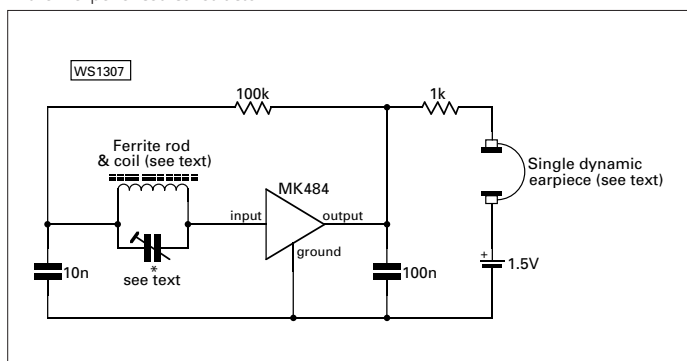 WS1307
100k
1k
Ferrite rod
& coil (see text)
MK484
input
output
ground
Single dynamic
earpiece (see text)
10n
*
see text
100n
+
1.5V